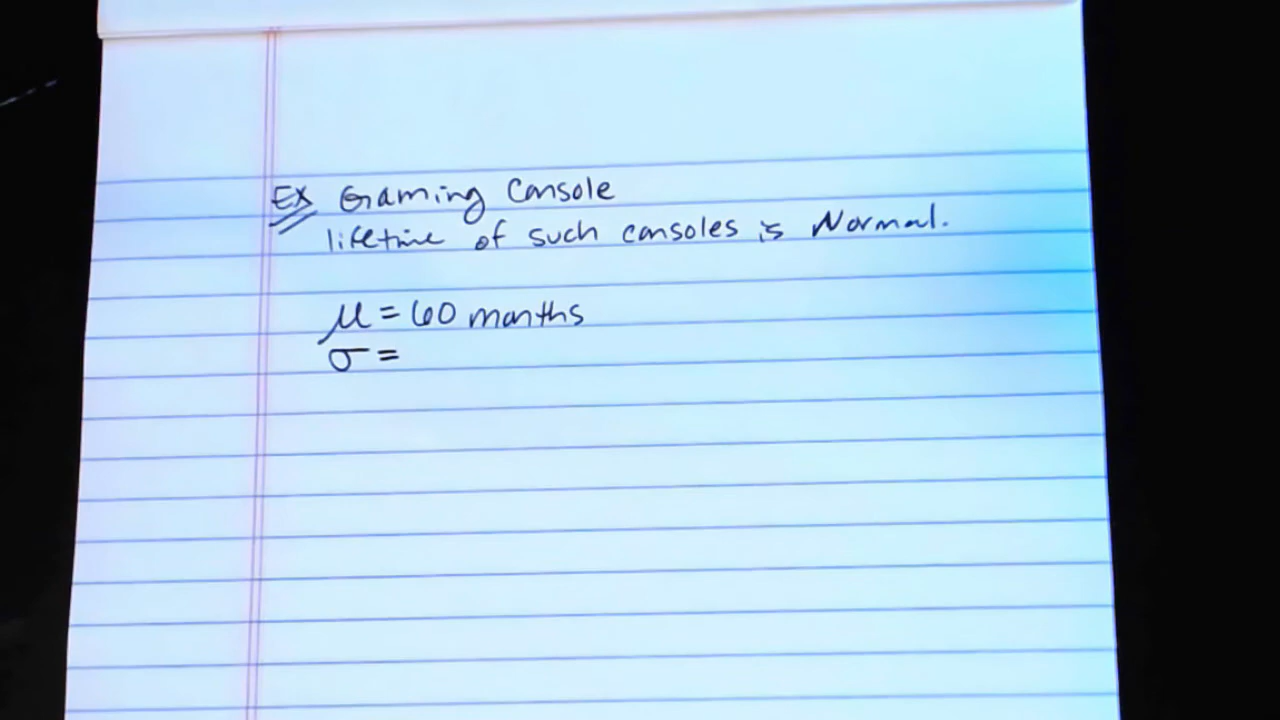 EX Gaming Console
lifetime of such consoles is Normal.
μ = 60 months
σ =